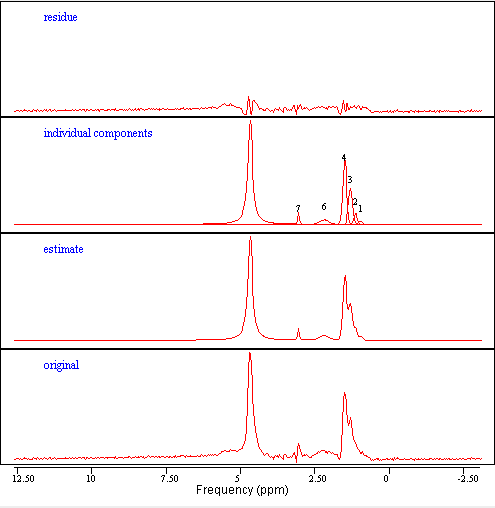 residue
individual components
4
3
7 6 2 1
estimate
original
12.50 10 7.50 5 2.50 0 -2.50
Frequency (ppm)